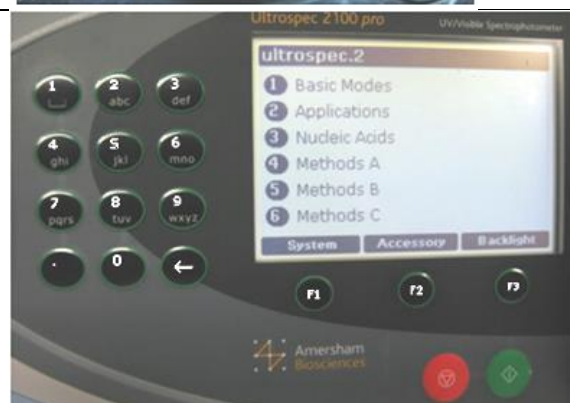 Ultrospec 2100 pro
UV/Visible Spectrophotometer
ultrospec.2
1 Basic Modes
2 Applications
3 Nucleic Acids
4 Methods A
5 Methods B
6 Methods C
System Accessory Backlight
1
2 abc
3 def
4 ghi
5 jkl
6 mno
7 pqrs
8 tuv
9 wxyz
.
0
←
F1
F2
F3
Amersham
Biosciences